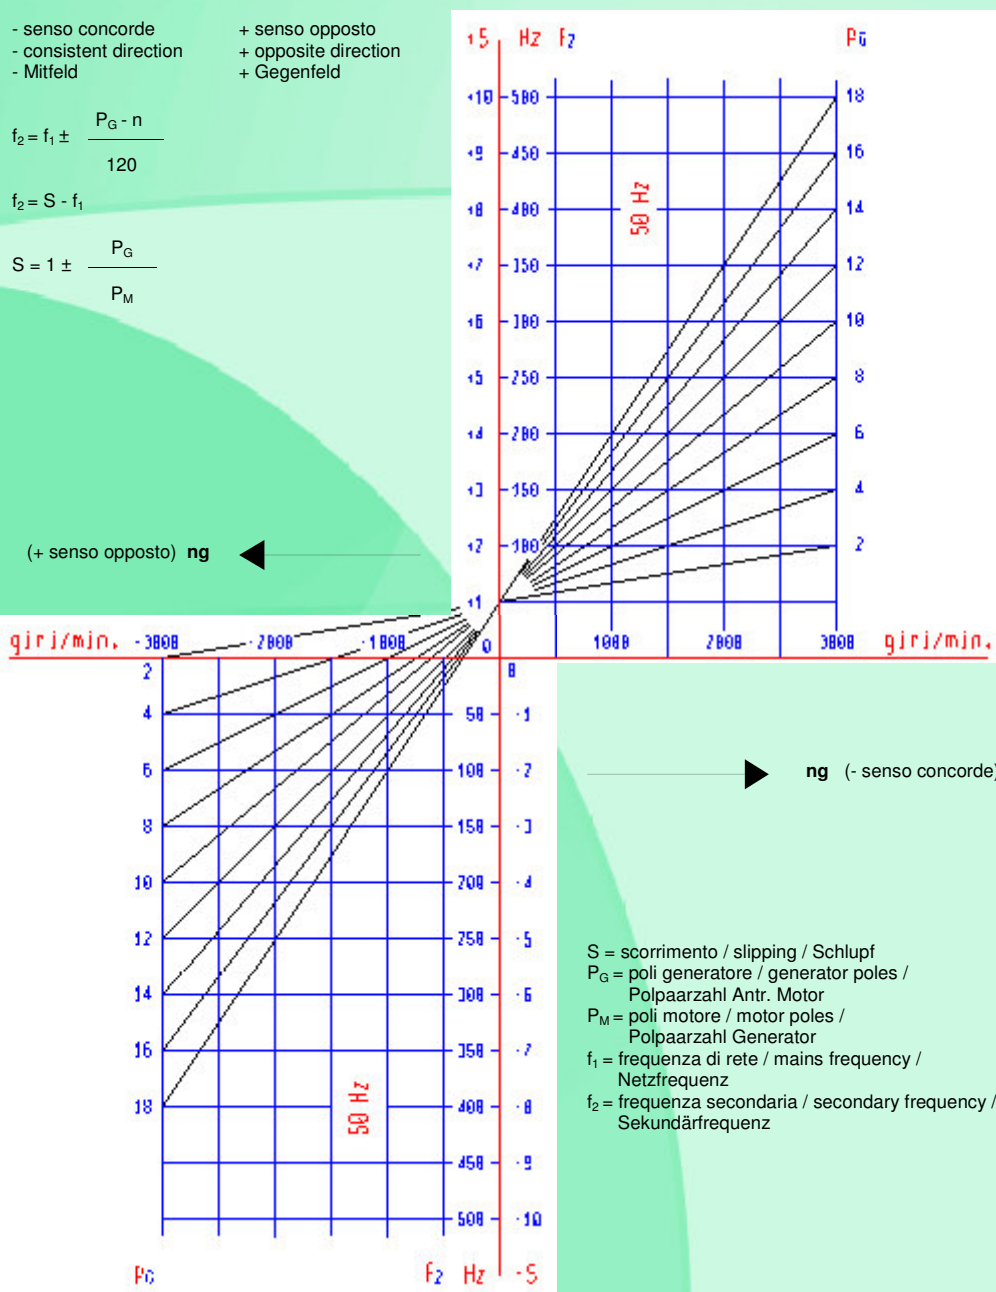 - senso concorde + senso opposto
- consistent direction + opposite direction
- Mitfeld + Gegenfeld
f2 = f1 ± PG - n
120
f2 = S - f1
S = 1 ± PG
PM
+S Hz F2 PG
+10 500 18
+9 450 16
50 Hz
+8 400 14
+7 350 12
+6 300 10
+5 250 8
+4 200 6
+3 150 4
+2 100 2
(+ senso opposto) ng
+1
giri/min. -3000 -2000 -1000 0 1000 2000 3000 giri/min.
2 0
4 50 -1
6 100 -2
ng (- senso concorde)
8 150 -3
10 200 -4
12 250 -5
14 300 -6
16 350 -7
18 400 -8
50 Hz
450 -9
500 -10
PG F2 Hz -S
S = scorrimento / slipping / Schlupf
PG = poli generatore / generator poles /
Polpaarzahl Antr. Motor
PM = poli motore / motor poles /
Polpaarzahl Generator
f1 = frequenza di rete / mains frequency /
Netzfrequenz
f2 = frequenza secondaria / secondary frequency /
Sekundärfrequenz